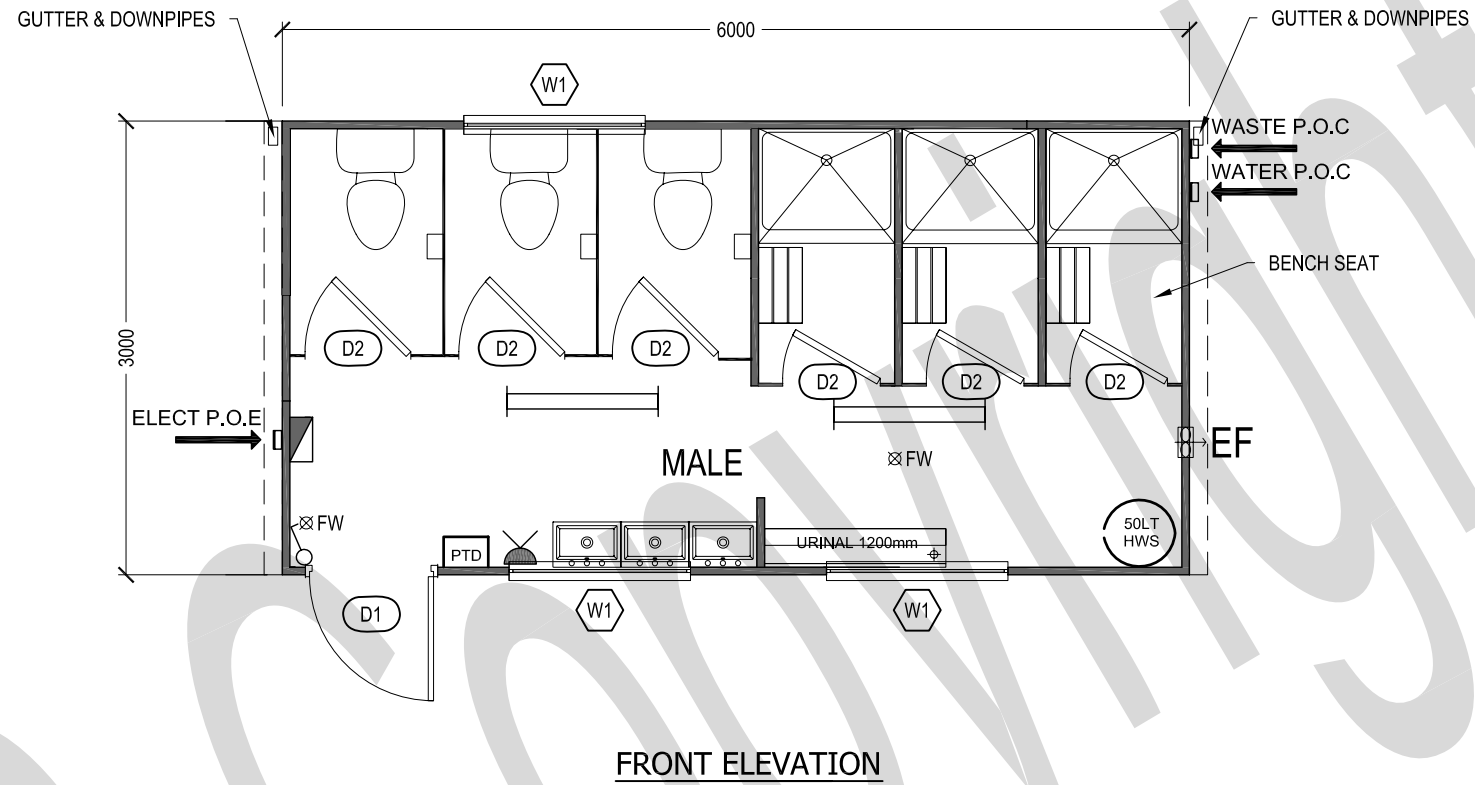 GUTTER & DOWNPIPES
GUTTER & DOWNPIPES
6000
W1
WASTE P.O.C
WATER P.O.C
BENCH SEAT
3000
D2
D2
D2
D2
D2
D2
ELECT P.O.E
MALE
FW
EF
FW
PTD
URINAL 1200mm
50LT
HWS
D1
W1
W1
FRONT ELEVATION
Copyright